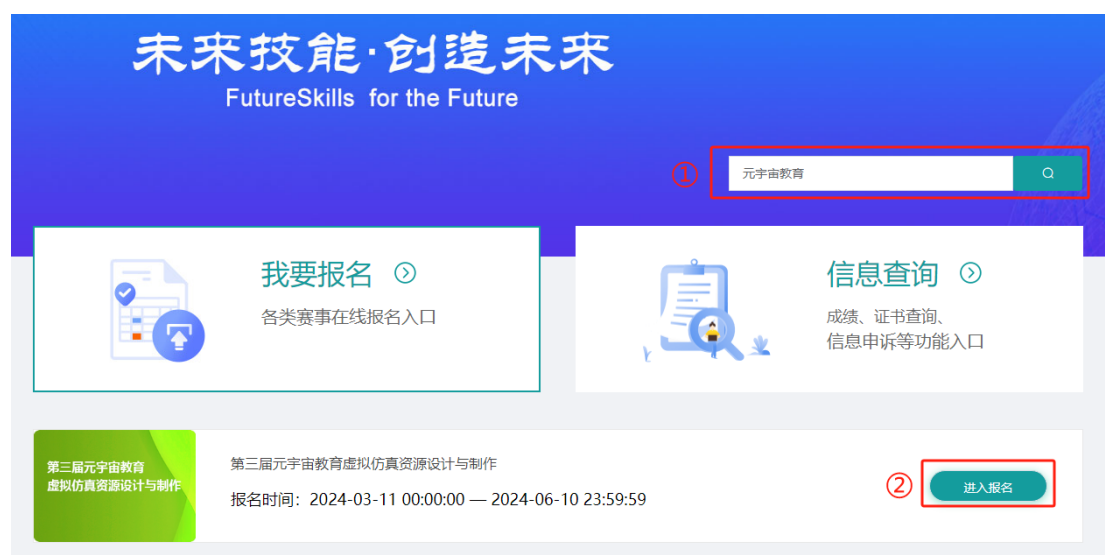 未来技能·创造未来
FutureSkills for the Future
①
元宇宙教育
我要报名
各类赛事在线报名入口
信息查询
成绩、证书查询、
信息申诉等功能入口
第三届元宇宙教育
虚拟仿真资源设计与制作
第三届元宇宙教育虚拟仿真资源设计与制作
报名时间：2024-03-11 00:00:00 — 2024-06-10 23:59:59
②
进入报名